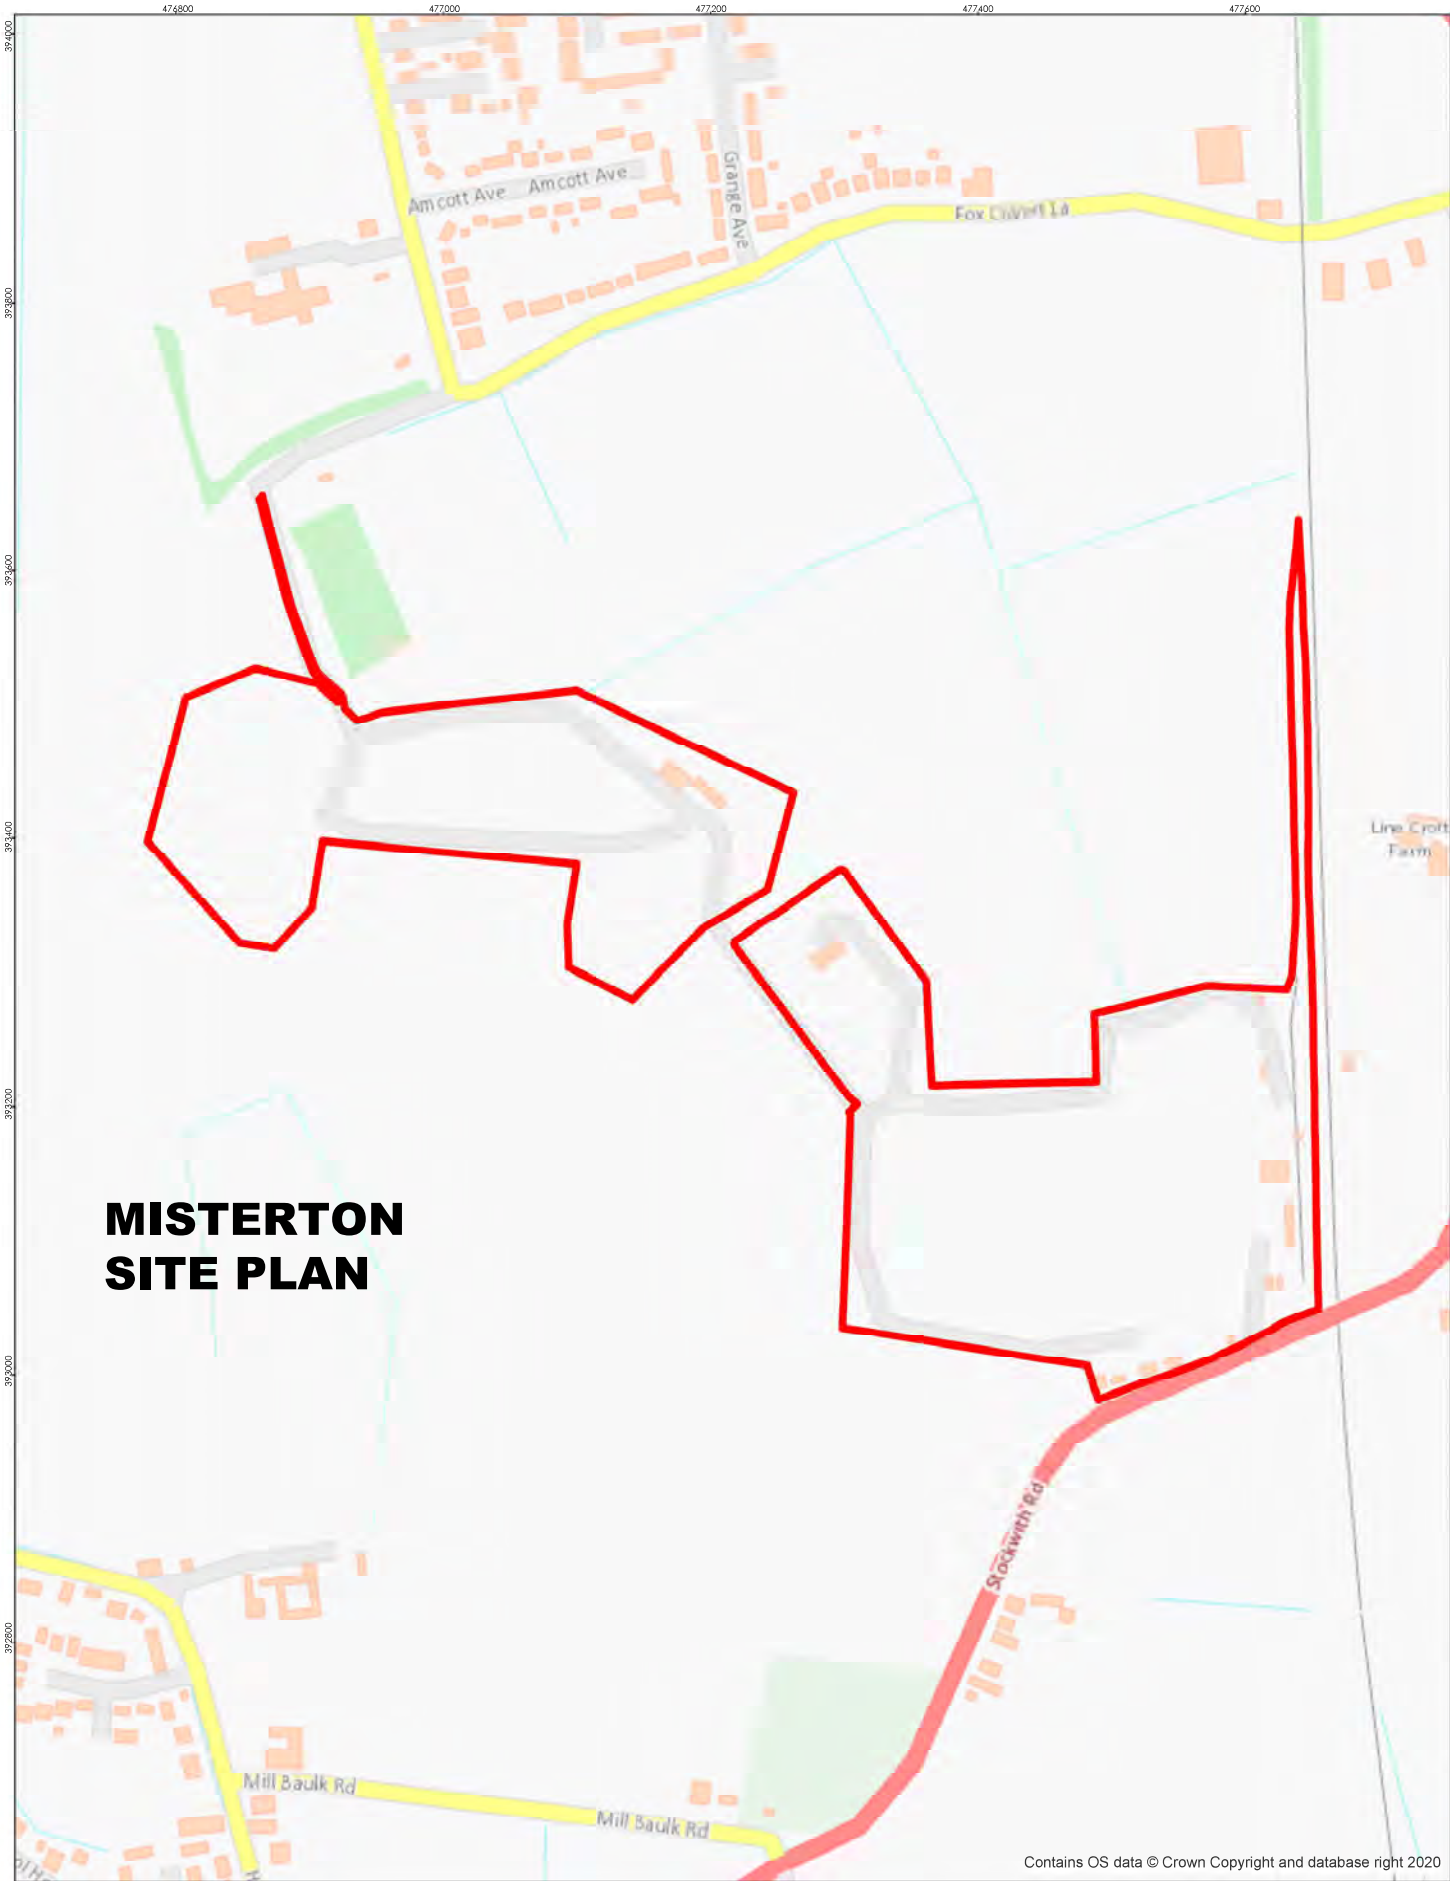 476800
477000
477200
477400
477600
394000
393800
393600
393400
393200
393000
392800
Amcott Ave
Amcott Ave
Grange Ave
Fox Covert La
Line Croft
Farm
MISTERTON
SITE PLAN
Stockwith Rd
Mill Baulk Rd
Mill Baulk Rd
Contains OS data © Crown Copyright and database right 2020